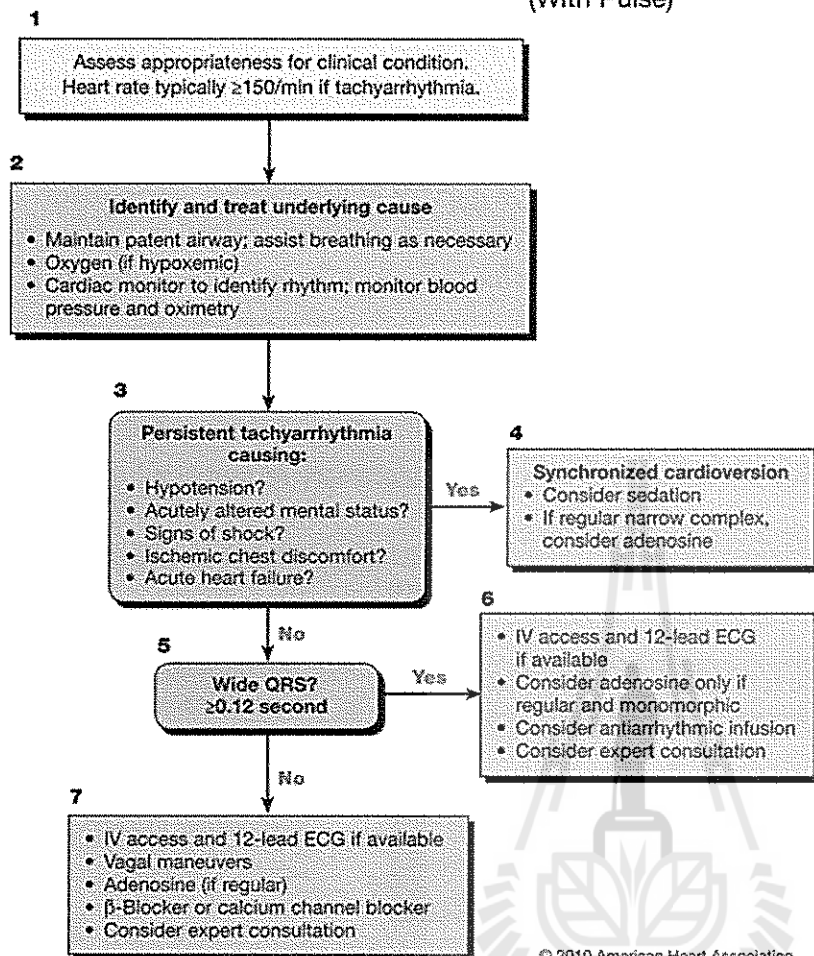 (With Pulse)
1
Assess appropriateness for clinical condition.
Heart rate typically ≥150/min if tachyarrhythmia.
2
Identify and treat underlying cause
• Maintain patent airway; assist breathing as necessary
• Oxygen (if hypoxemic)
• Cardiac monitor to identify rhythm; monitor blood
pressure and oximetry
3
Persistent tachyarrhythmia
causing:
• Hypotension?
• Acutely altered mental status?
• Signs of shock?
• Ischemic chest discomfort?
• Acute heart failure?
Yes
4
Synchronized cardioversion
• Consider sedation
• If regular narrow complex,
consider adenosine
No
5
Wide QRS?
≥0.12 second
Yes
6
• IV access and 12-lead ECG
if available
• Consider adenosine only if
regular and monomorphic
• Consider antiarrhythmic infusion
• Consider expert consultation
No
7
• IV access and 12-lead ECG if available
• Vagal maneuvers
• Adenosine (if regular)
• β-Blocker or calcium channel blocker
• Consider expert consultation
© 2010 American Heart Association